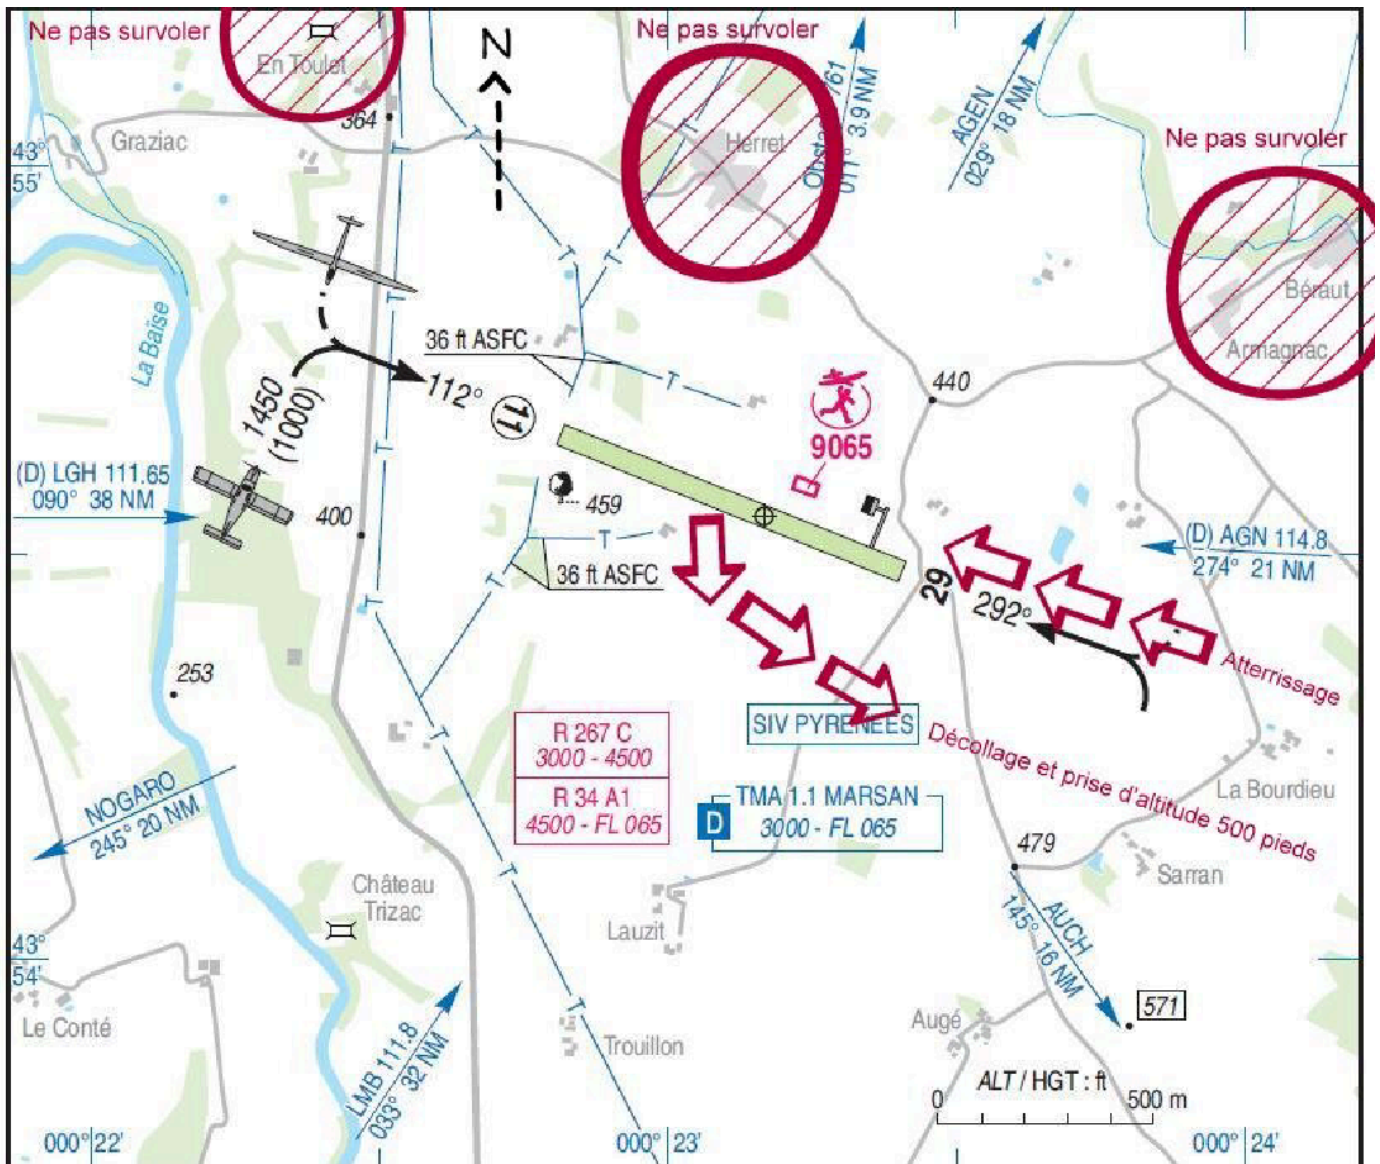 Ne pas survoler
En Toulet
364
Graziac
43°
55'
N
Ne pas survoler
Herret
761
011° 3.9 NM
AGEN
029° 18 NM
Ne pas survoler
Béraut
Armagnac
La Baïse
36 ft ASFC
112°
11
1450
(1000)
9065
440
(D) LGH 111.65
090° 38 NM
400
459
36 ft ASFC
(D) AGN 114.8
274° 21 NM
29
292°
Atterrissage
253
R 267 C
3000 - 4500
R 34 A1
4500 - FL 065
SIV PYRENEES
Décollage et prise d'altitude 500 pieds
D
TMA 1.1 MARSAN
3000 - FL 065
La Bourdieu
NOGARO
245° 20 NM
479
Sarran
Château
Trizac
Lauzit
AUCH
145° 16 NM
43°
54'
Le Conté
LMB 111.8
033° 32 NM
Trouillon
Augé
571
ALT / HGT : ft
0 500 m
000° 22'
000° 23'
000° 24'
T
T
T
T
T
T
T
T
T
T
T
T
T
T